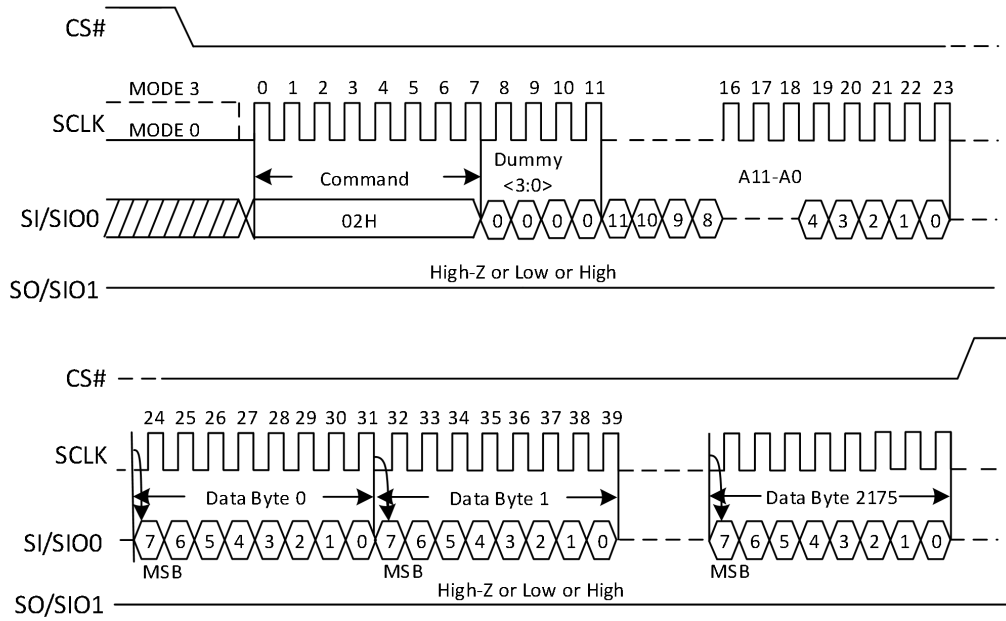 CS#
MODE 3
0 1 2 3 4 5 6 7 8 9 10 11 16 17 18 19 20 21 22 23
SCLK
MODE 0
Dummy
Command
<3:0>
A11-A0
SI/SIO0
02H
0 0 0 0 11 10 9 8 4 3 2 1 0
High-Z or Low or High
SO/SIO1
CS#
24 25 26 27 28 29 30 31 32 33 34 35 36 37 38 39
SCLK
Data Byte 0 Data Byte 1 Data Byte 2175
SI/SIO0
7 6 5 4 3 2 1 0 7 6 5 4 3 2 1 0 7 6 5 4 3 2 1 0
MSB MSB MSB
High-Z or Low or High
SO/SIO1